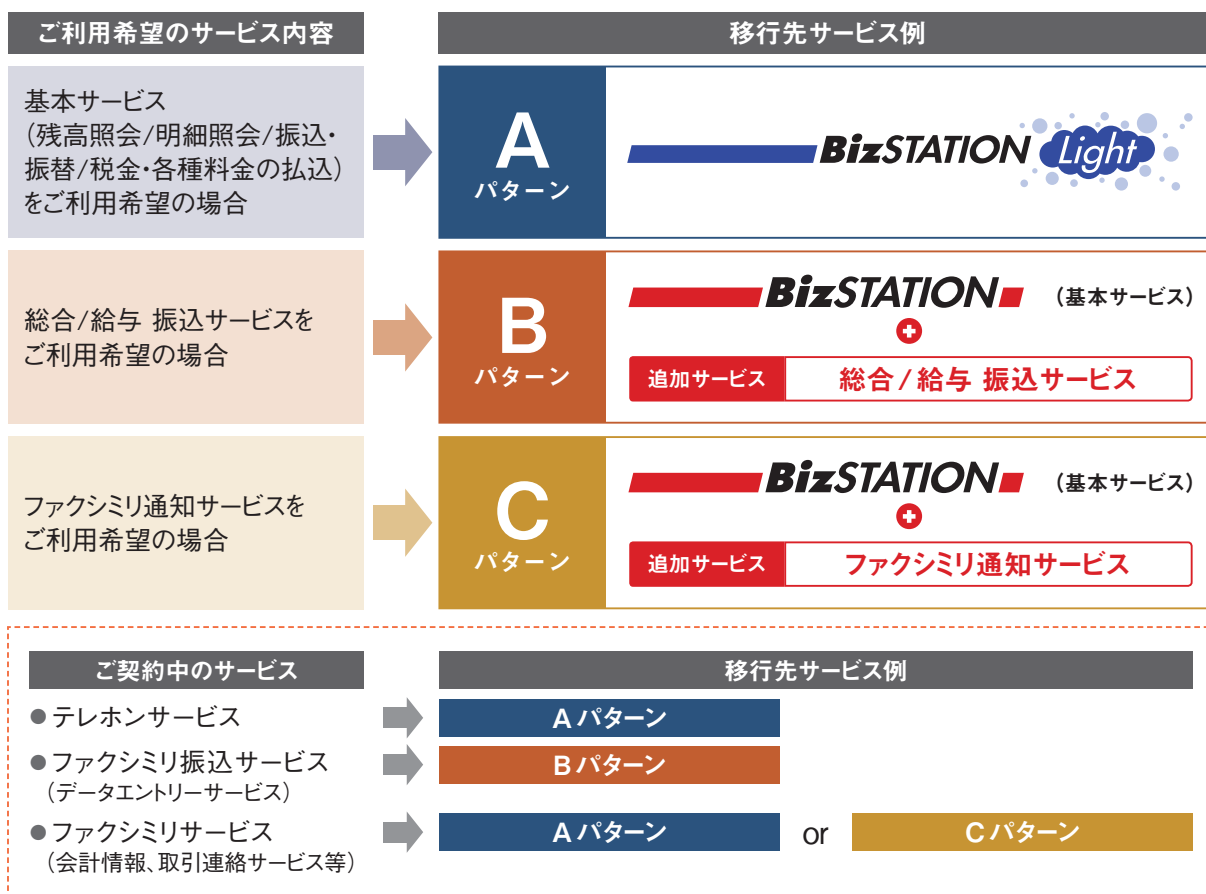 ご利用希望のサービス内容
移行先サービス例
基本サービス
（残高照会/明細照会/振込・
振替/税金・各種料金の払込）
をご利用希望の場合
A
パターン
BizSTATION Light
総合/給与 振込サービスを
ご利用希望の場合
B
パターン
BizSTATION （基本サービス）
+
追加サービス 総合/給与 振込サービス
ファクシミリ通知サービスを
ご利用希望の場合
C
パターン
BizSTATION （基本サービス）
+
追加サービス ファクシミリ通知サービス
ご契約中のサービス
移行先サービス例
●テレホンサービス
Aパターン
●ファクシミリ振込サービス
（データエントリーサービス）
Bパターン
●ファクシミリサービス
（会計情報、取引連絡サービス等）
Aパターン or Cパターン